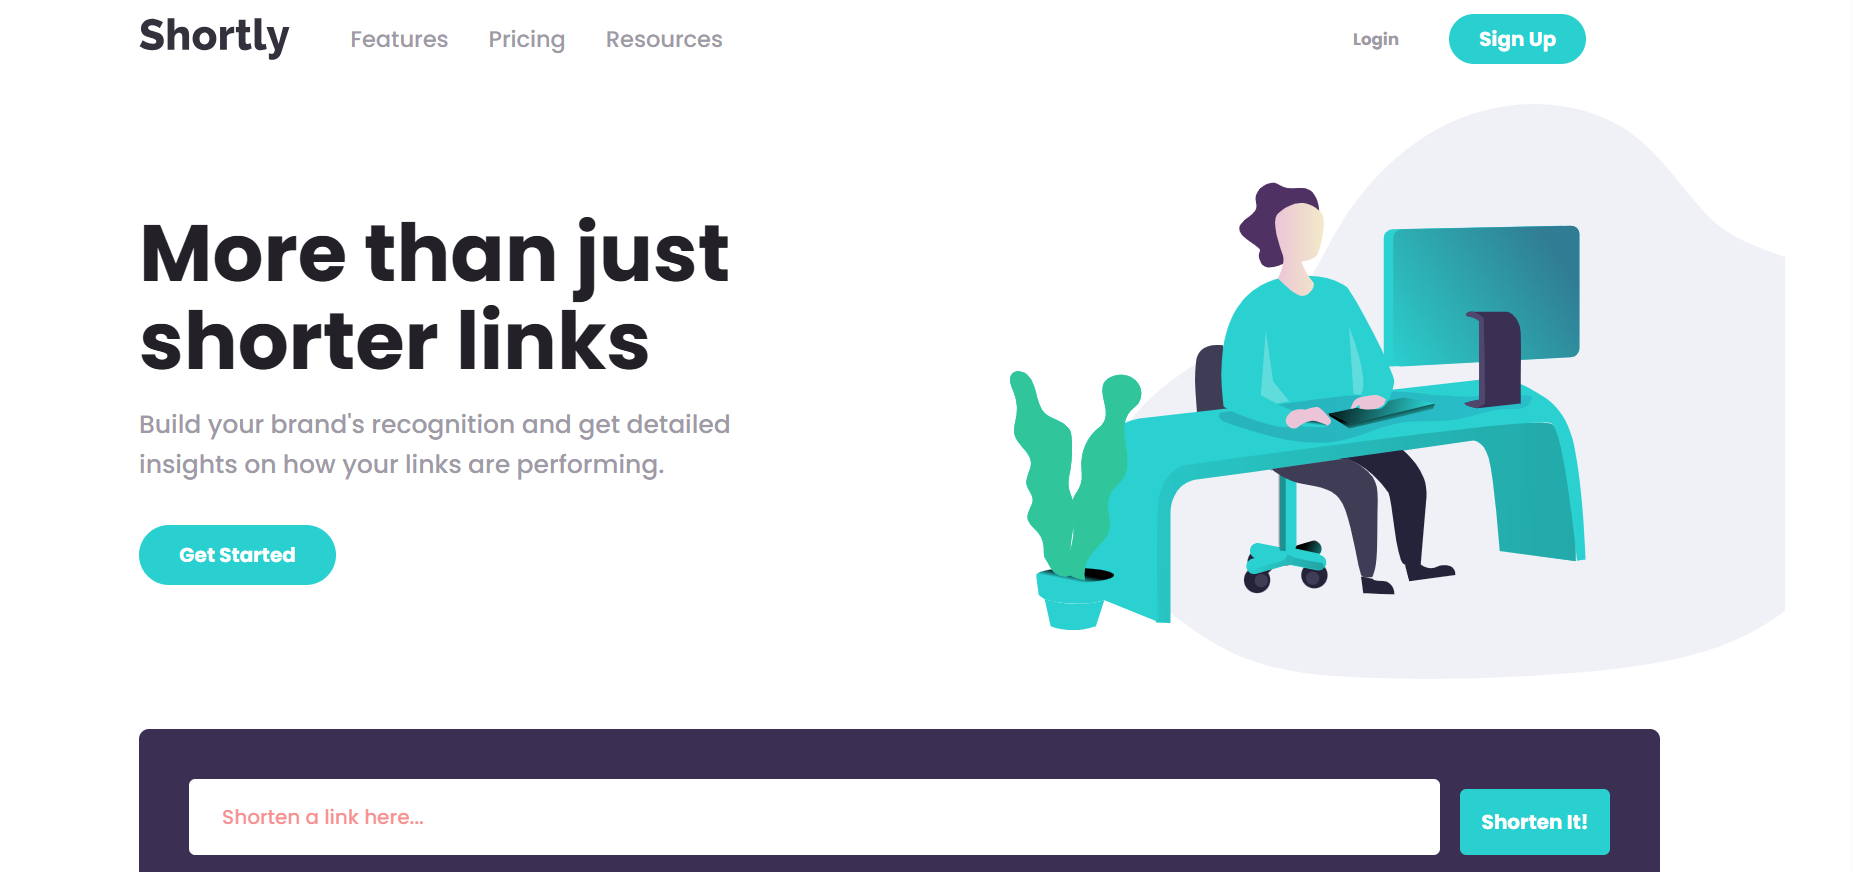 Shortly Features Pricing Resources Login Sign Up
More than just
shorter links
Build your brand's recognition and get detailed
insights on how your links are performing.
Get Started
Shorten a link here... Shorten It!